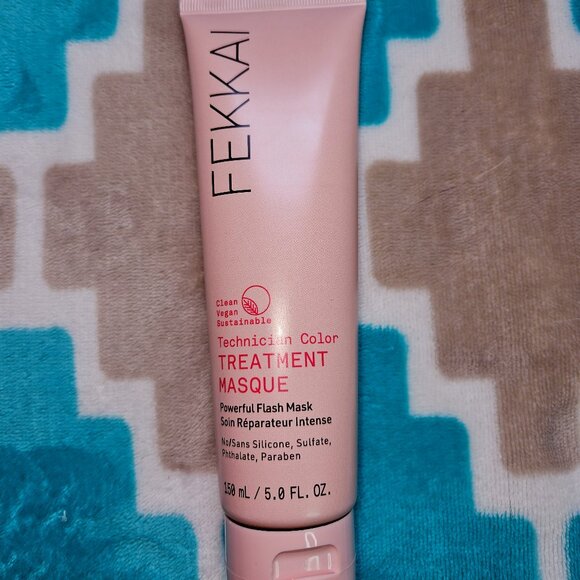 FEKKAI
Clean
Vegan
Sustainable
Technician Color
TREATMENT
MASQUE
Powerful Flash Mask
Soin Réparateur Intense
No/Sans Silicone, Sulfate,
Phthalate, Paraben
150 mL / 5.0 FL. OZ.